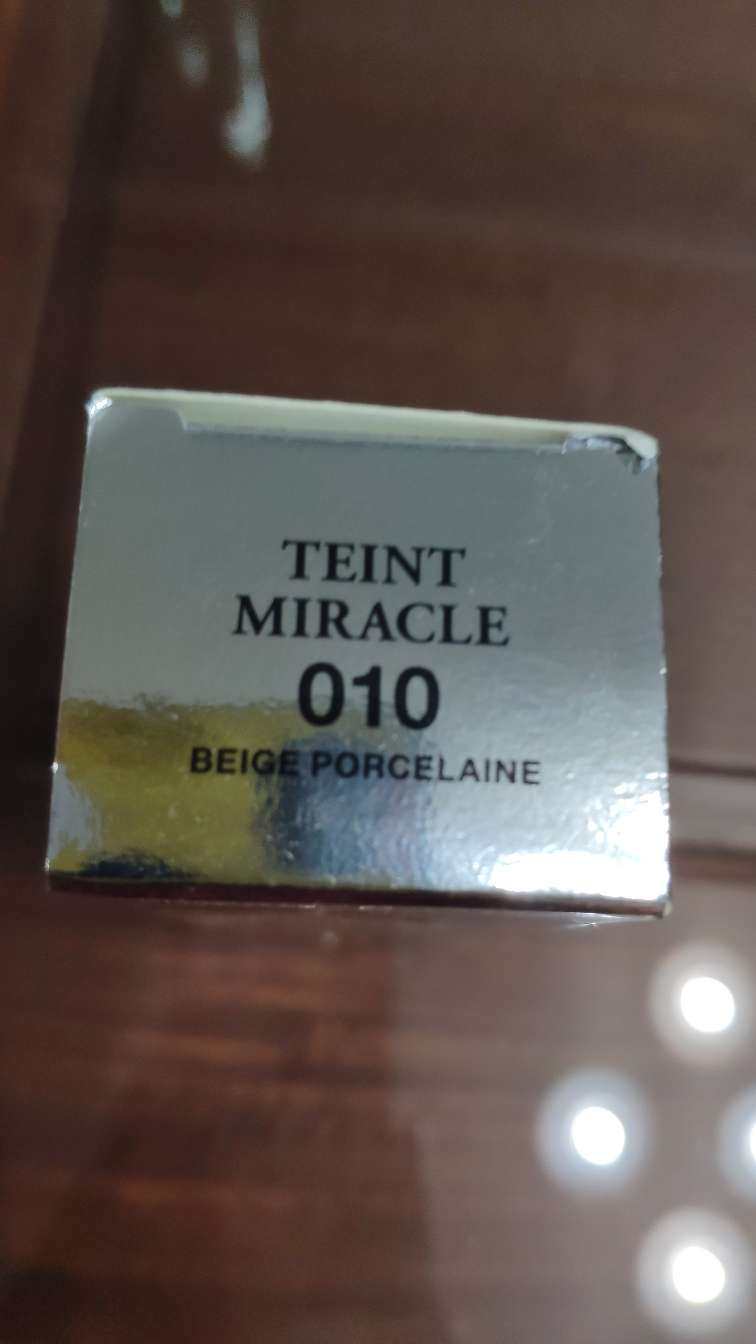 TEINT
MIRACLE
010
BEIGE PORCELAINE